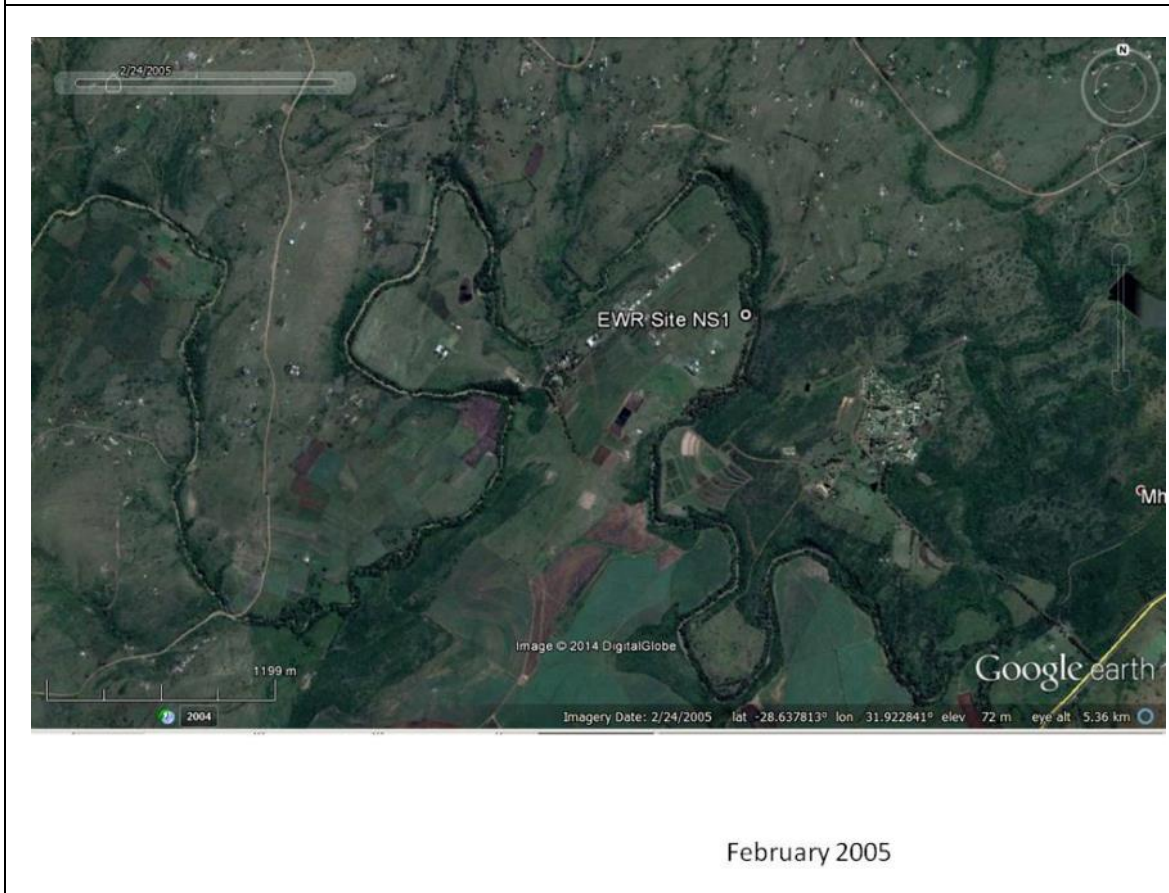 2/24/2005
N
EWR Site NS1
Mh
Image © 2014 DigitalGlobe
Google earth
1199 m
2004
Imagery Date: 2/24/2005 lat -28.637813° lon 31.922841° elev 72 m eye alt 5.36 km
February 2005